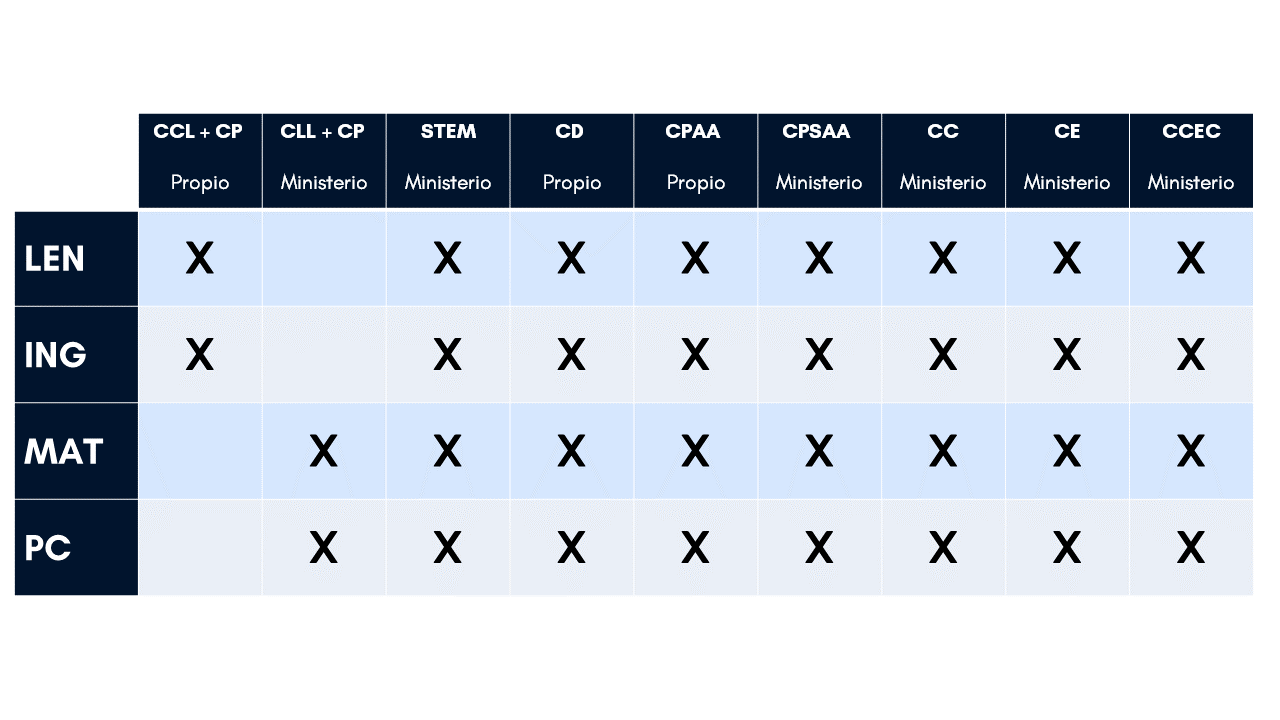 CCL + CP CLL + CP STEM CD CPAA CPSAA CC CE CCEC
Propio Ministerio Ministerio Propio Propio Ministerio Ministerio Ministerio Ministerio
LEN X X X X X X X X
ING X X X X X X X X
MAT X X X X X X X X
PC X X X X X X X X